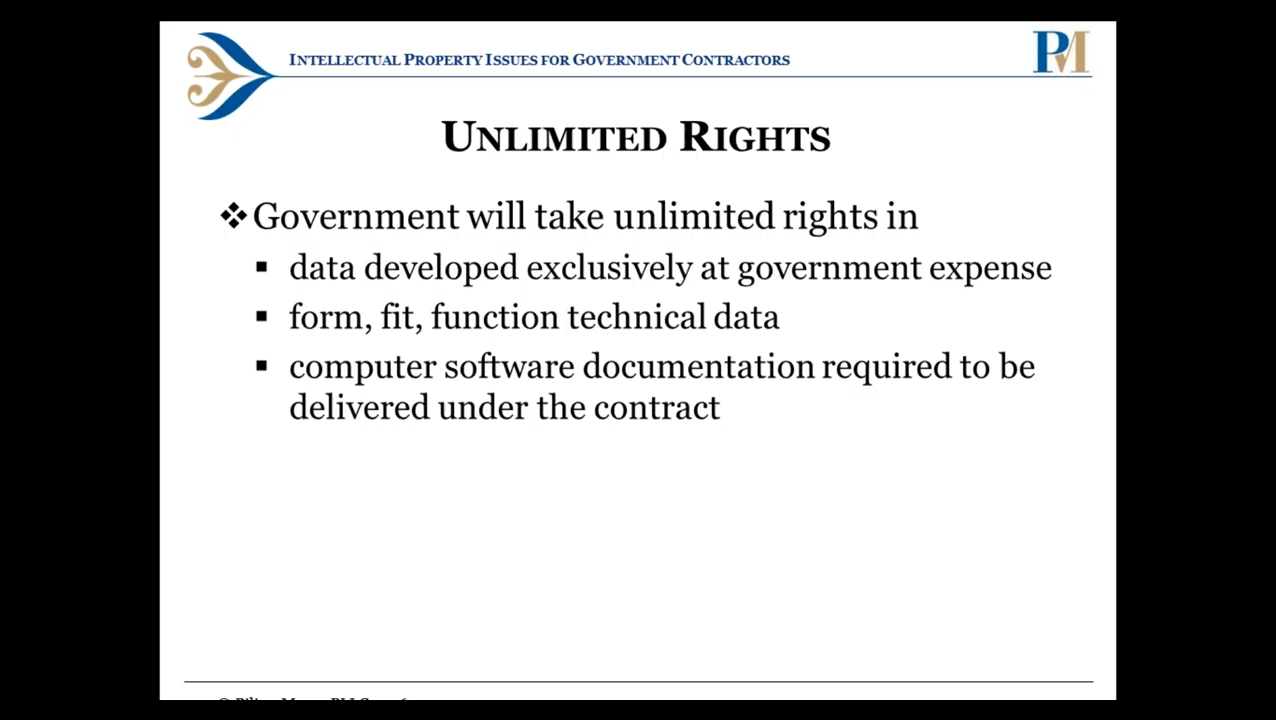 INTELLECTUAL PROPERTY ISSUES FOR GOVERNMENT CONTRACTORS
PM
UNLIMITED RIGHTS
❖ Government will take unlimited rights in
▪ data developed exclusively at government expense
▪ form, fit, function technical data
▪ computer software documentation required to be
delivered under the contract